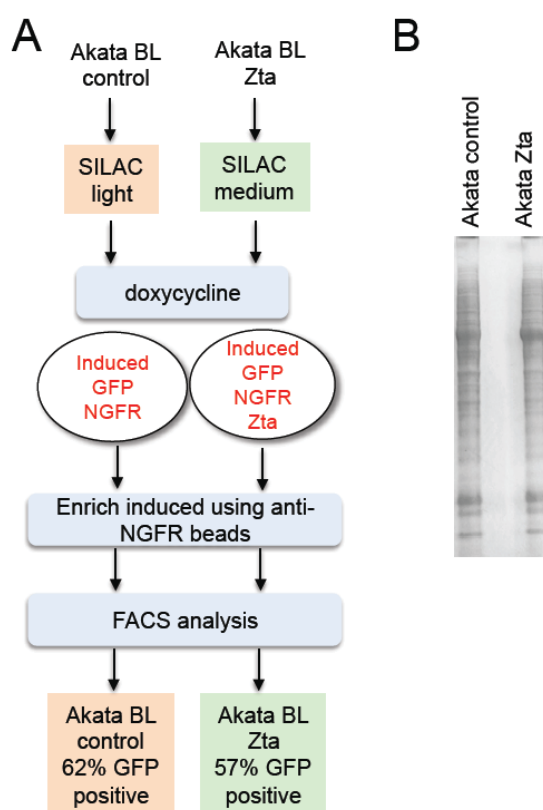 A
Akata BL
control
Akata BL
Zta
SILAC
light
SILAC
medium
doxycycline
Induced
GFP
NGFR
Induced
GFP
NGFR
Zta
Enrich induced using anti-
NGFR beads
FACS analysis
Akata BL
control
62% GFP
positive
Akata BL
Zta
57% GFP
positive
B
Akata control
Akata Zta